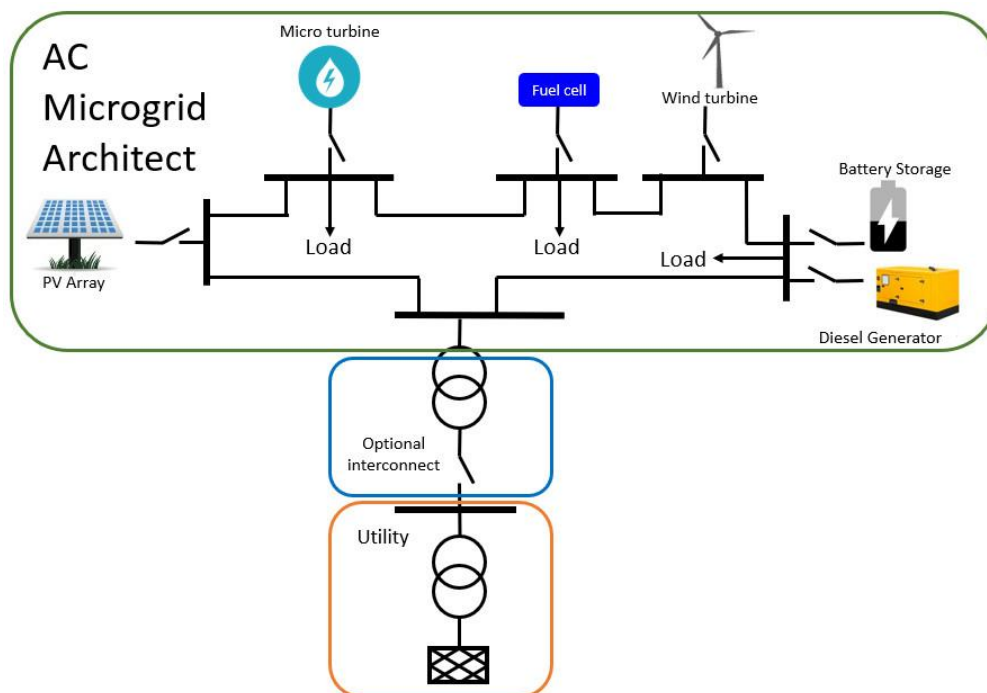 AC
Microgrid
Architect
Micro turbine
Fuel cell
Wind turbine
Battery Storage
PV Array
Load
Load
Load
Diesel Generator
Optional
interconnect
Utility